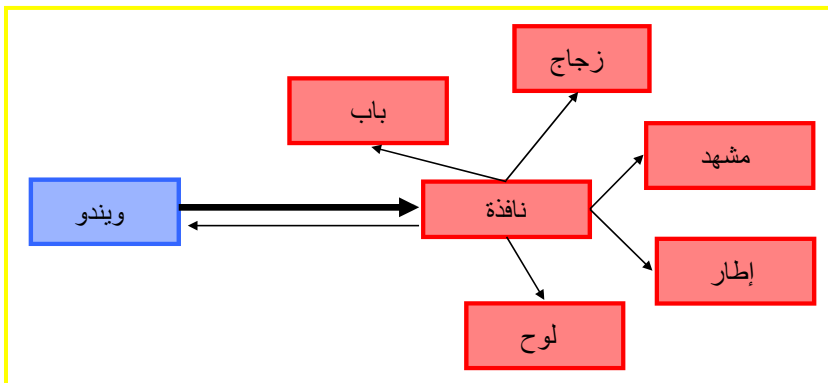 زجاج
باب
مشهد
ويندو
نافذة
إطار
لوح